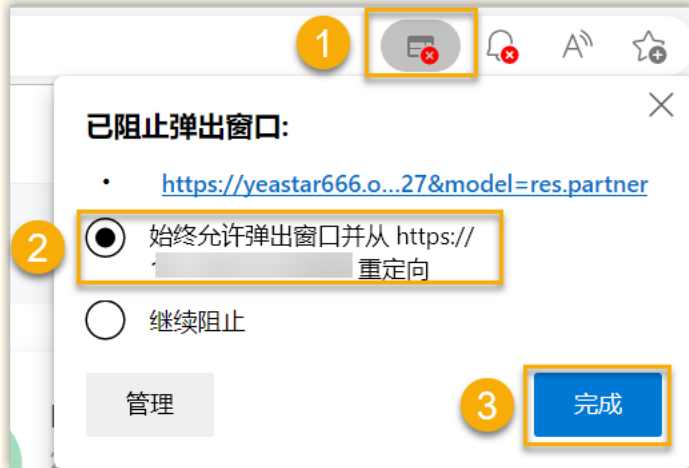 1
A
已阻止弹出窗口:
• https://yeastar666.o...27&model=res.partner
2
始终允许弹出窗口并从 https://
重定向
继续阻止
管理
3
完成